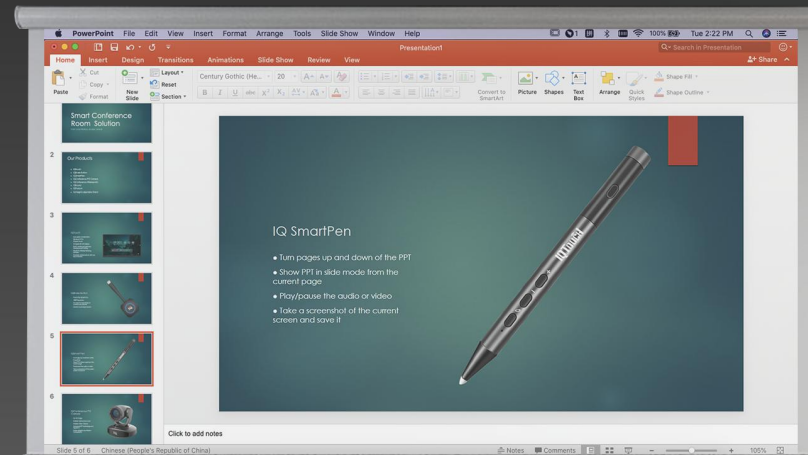 PowerPoint File Edit View Insert Format Arrange Tools Slide Show Window Help
100% Tue 2:22 PM
Presentation1
Search in Presentation
Home Insert Design Transitions Animations Slide Show Review View
Share
Paste
Cut
Copy
Format
New
Slide
Layout
Reset
Section
Century Gothic (He... 20
Convert to
SmartArt
Picture
Shapes
Text
Box
Arrange
Quick
Styles
Shape Fill
Shape Outline
Smart Conference
Room Solution
2
Our Products
3
4
5
6
IQ SmartPen
● Turn pages up and down of the PPT
● Show PPT in slide mode from the
current page
● Play/pause the audio or video
● Take a screenshot of the current
screen and save it
Click to add notes
Slide 5 of 6 Chinese (People's Republic of China)
Notes Comments 105%